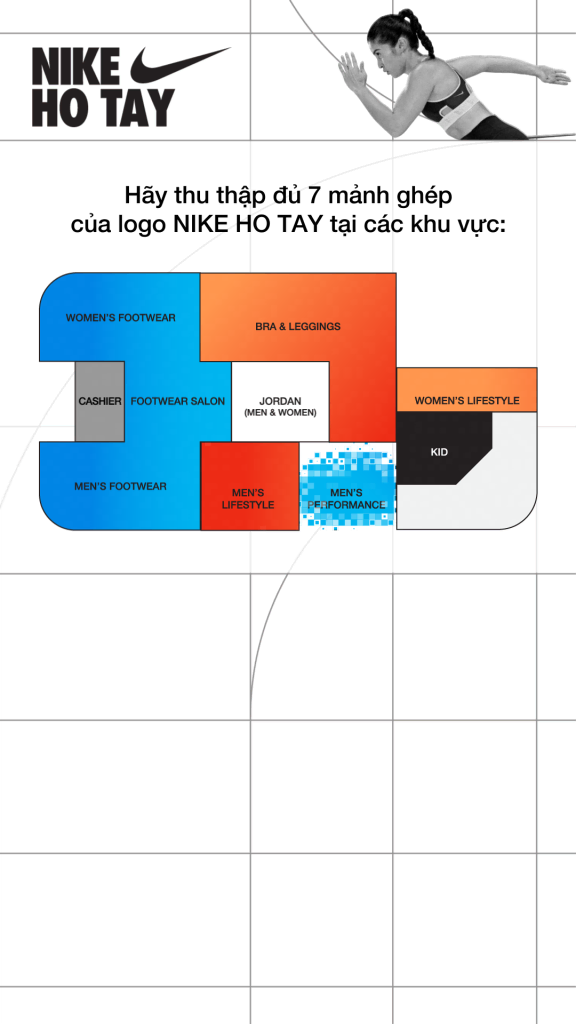 NIKE
HO TAY
Hãy thu thập đủ 7 mảnh ghép
của logo NIKE HO TAY tại các khu vực:
WOMEN'S FOOTWEAR
BRA & LEGGINGS
CASHIER
FOOTWEAR SALON
JORDAN
(MEN & WOMEN)
WOMEN'S LIFESTYLE
KID
MEN'S FOOTWEAR
MEN'S
LIFESTYLE
MEN'S
PERFORMANCE